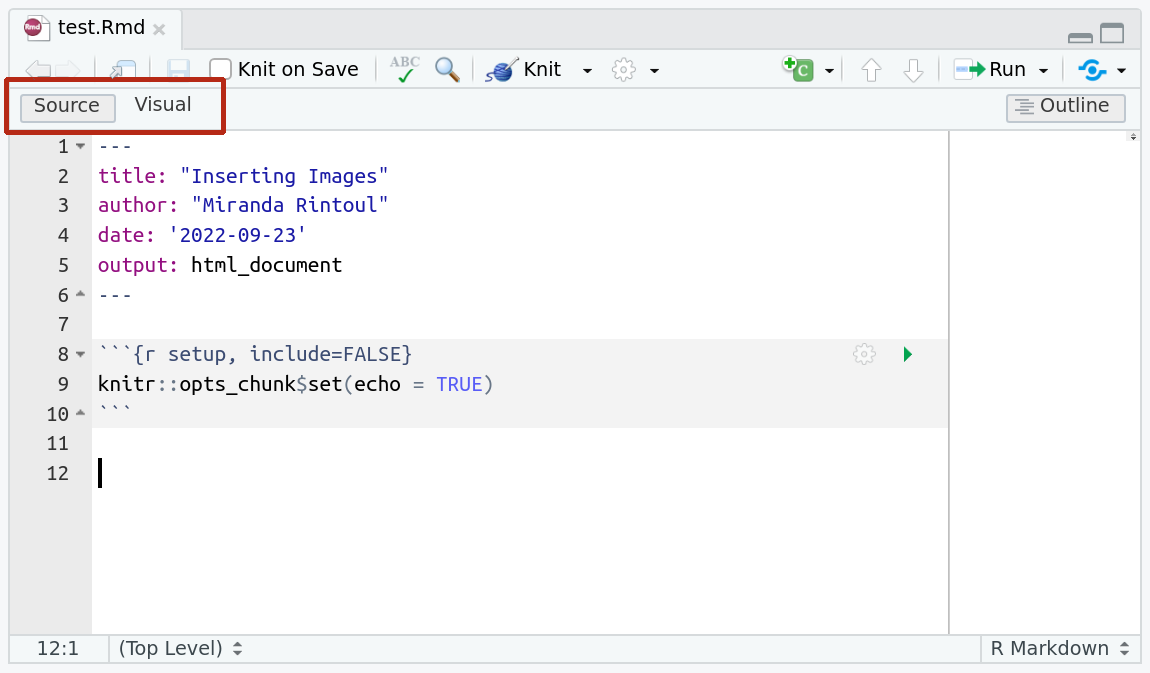 Rmd test.Rmd
Knit on Save ABC Knit C Run
Source Visual Outline
1 ---
2 title: "Inserting Images"
3 author: "Miranda Rintoul"
4 date: '2022-09-23'
5 output: html_document
6 ---
7
8 ```{r setup, include=FALSE}
9 knitr::opts_chunk$set(echo = TRUE)
10 ```
11
12
12:1 (Top Level) R Markdown